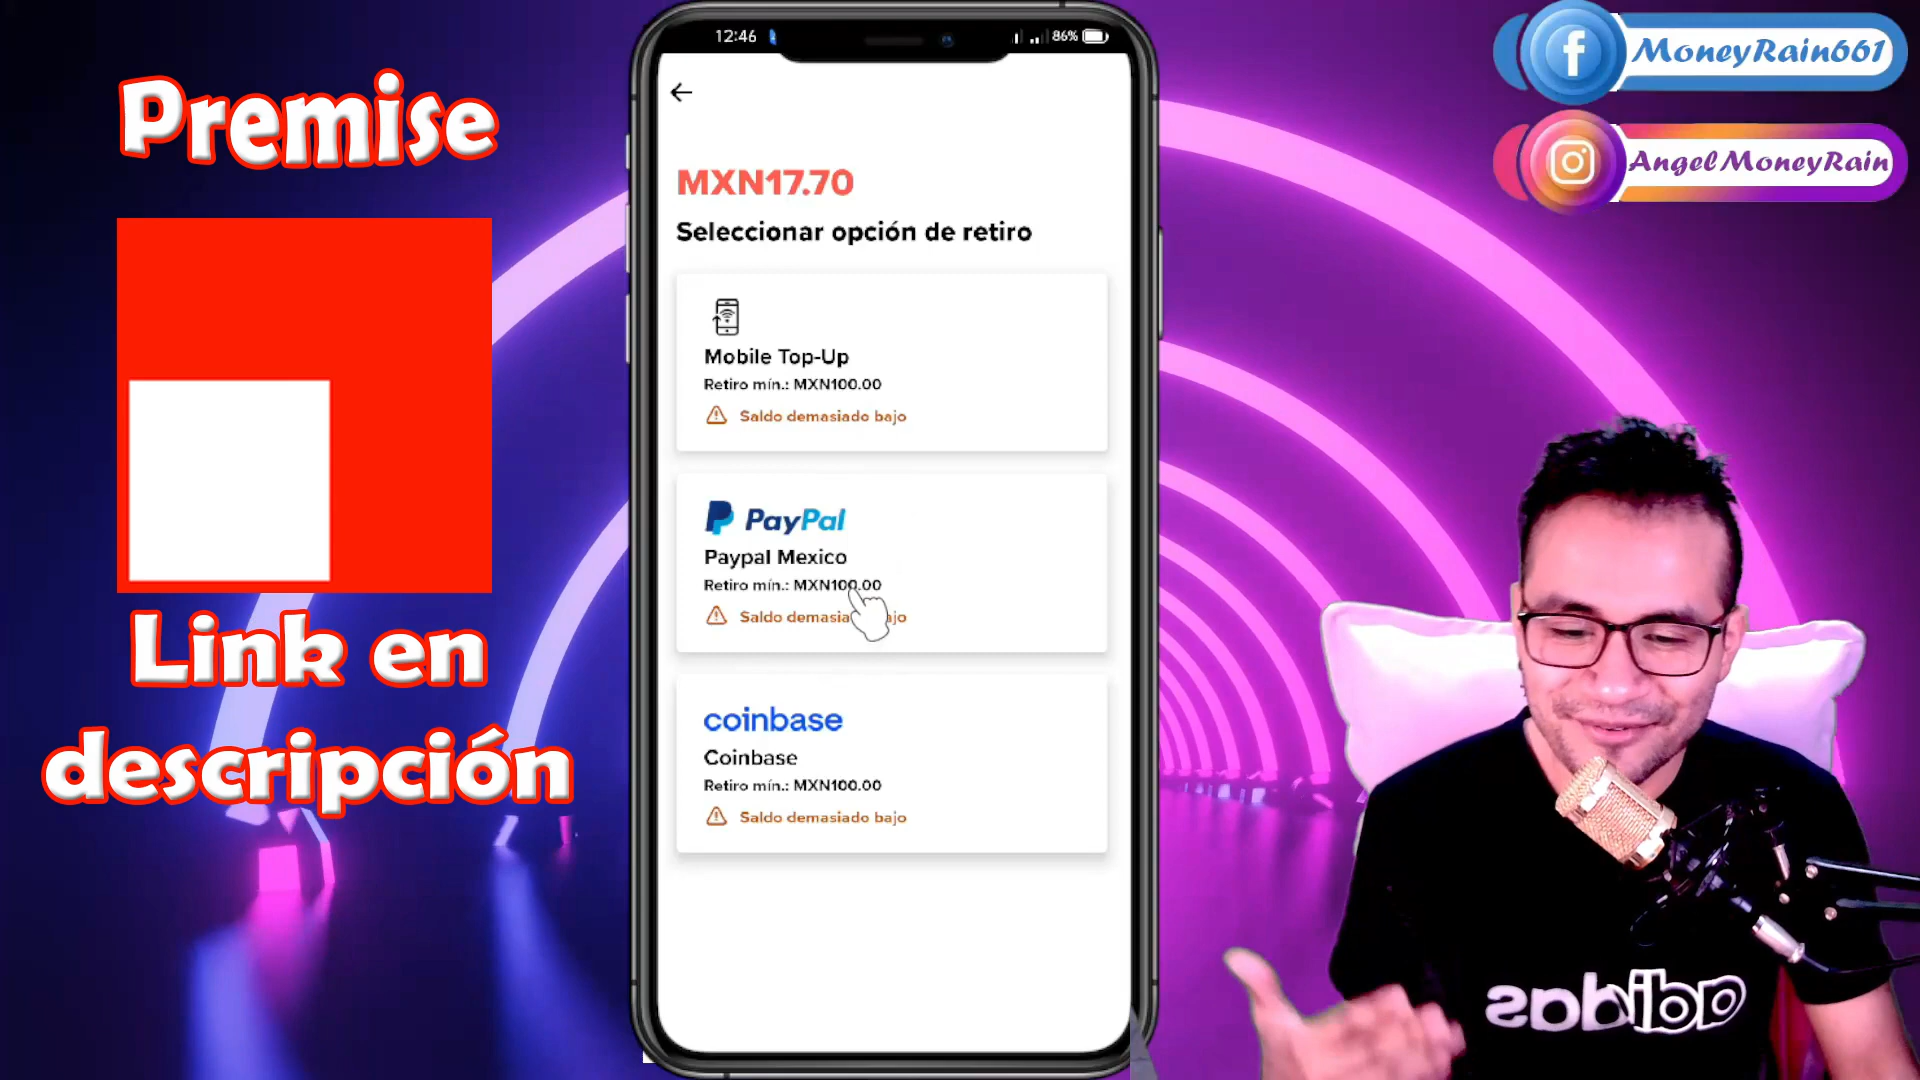 Premise
Link en
descripción
12:46
86%
MXN17.70
Seleccionar opción de retiro
Mobile Top-Up
Retiro mín.: MXN100.00
Saldo demasiado bajo
PayPal
Paypal Mexico
Retiro mín.: MXN100.00
Saldo demasia jo
coinbase
Coinbase
Retiro mín.: MXN100.00
Saldo demasiado bajo
MoneyRain661
AngelMoneyRain
adidas